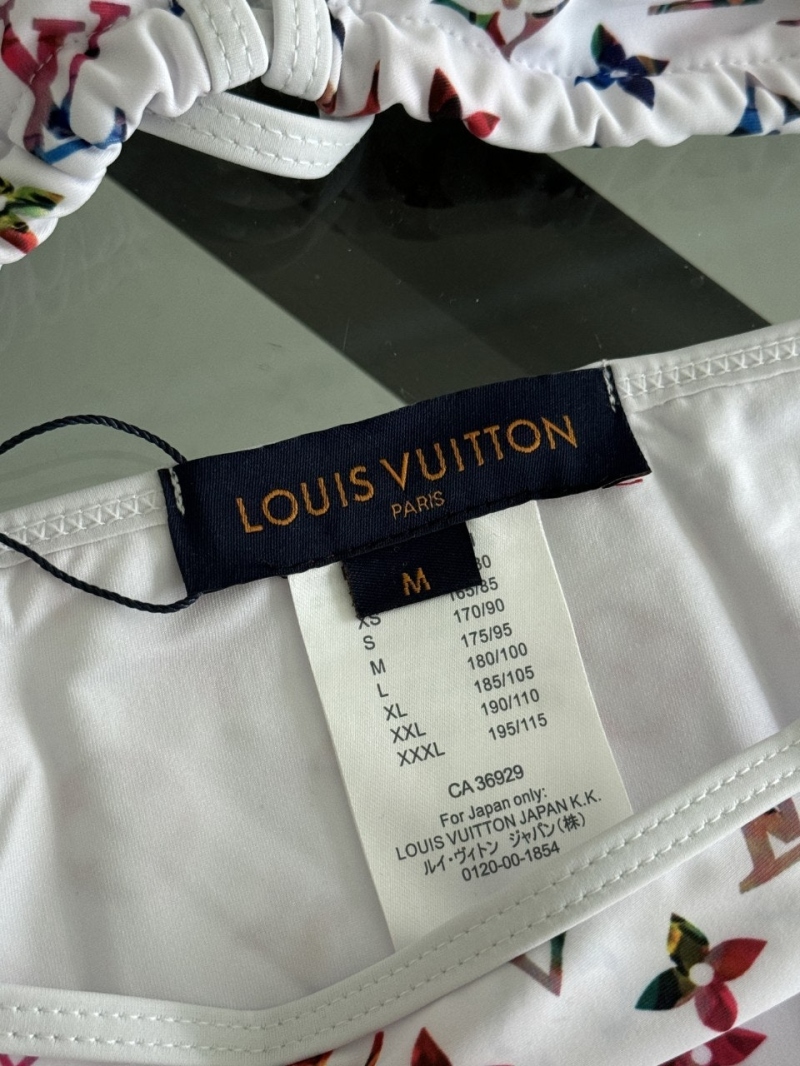 LOUIS VUITTON
PARIS
M
165/85
XS 170/90
S 175/95
M 180/100
L 185/105
XL 190/110
XXL 195/115
XXXL
CA 36929
For Japan only:
LOUIS VUITTON JAPAN K.K.
ルイ・ヴィトン ジャパン(株)
0120-00-1854